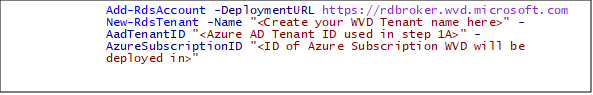 Add-RdsAccount -DeploymentURL https://rdbroker.wvd.microsoft.com
New-RdsTenant -Name "<Create your WVD Tenant name here>" -
AadTenantID "<Azure AD Tenant ID used in step 1A>" -
AzureSubscriptionID "<ID of Azure Subscription WVD will be
deployed in>"